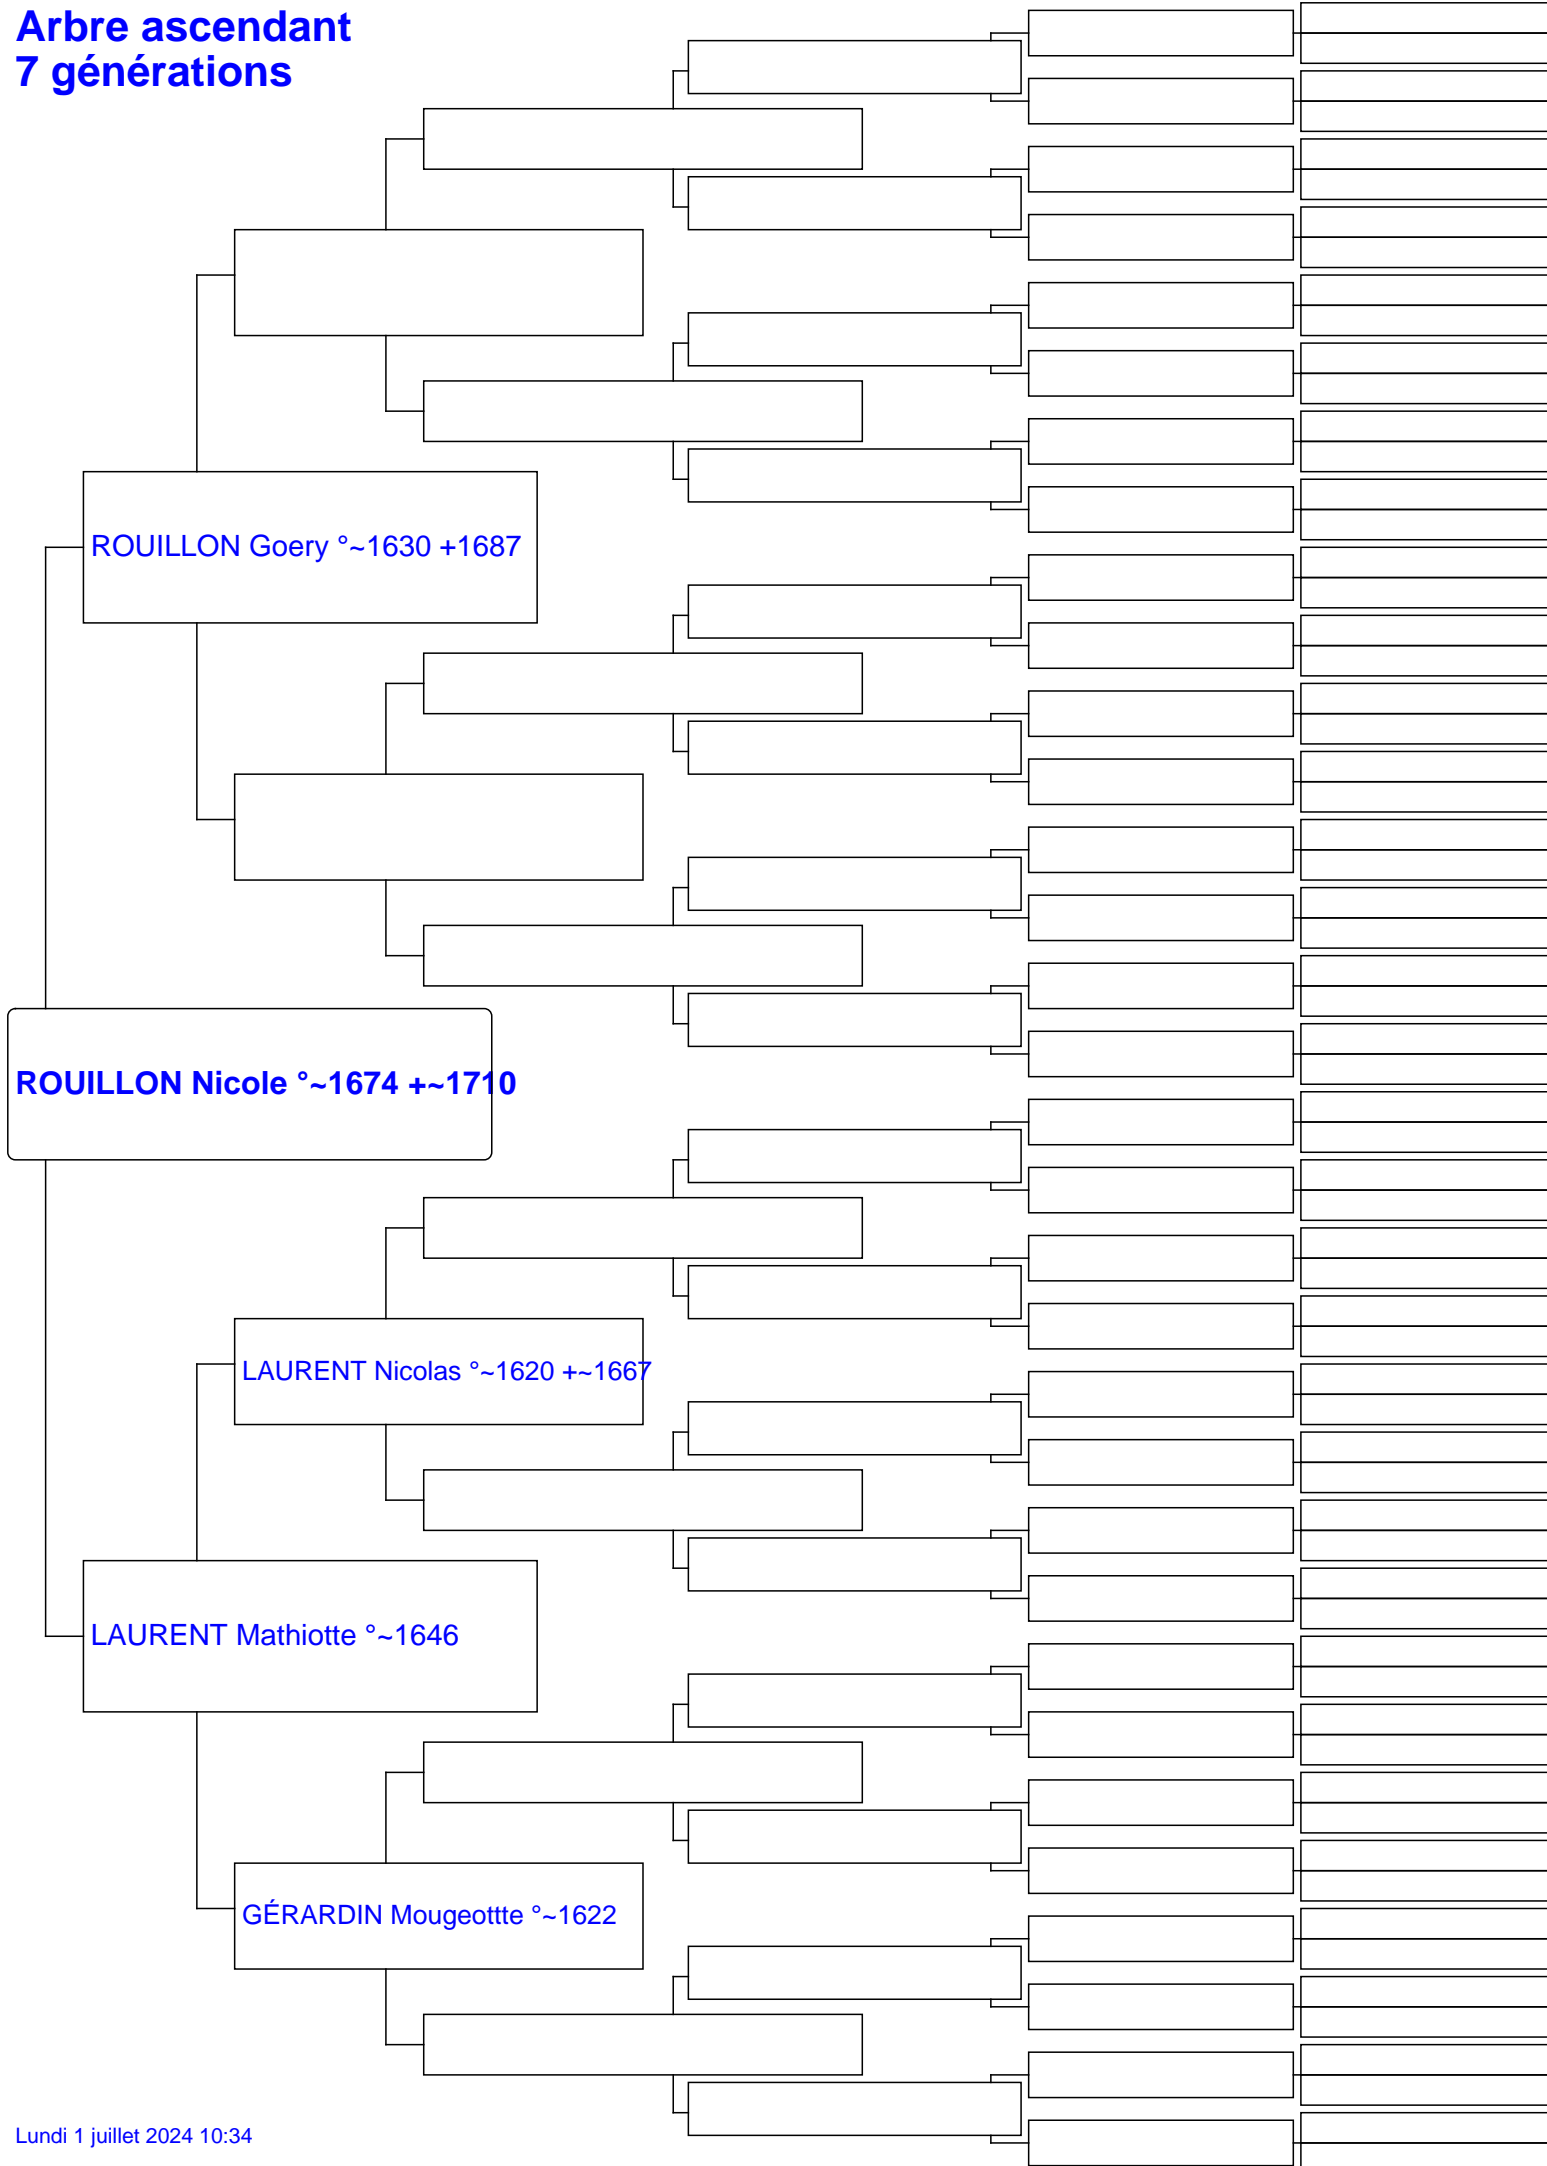 Arbre ascendant
7 générations
ROUILLON Goery °~1630 +1687
ROUILLON Nicole °~1674 +~1710
LAURENT Nicolas °~1620 +~1667
LAURENT Mathiotte °~1646
GÉRARDIN Mougeottte °~1622
Lundi 1 juillet 2024 10:34